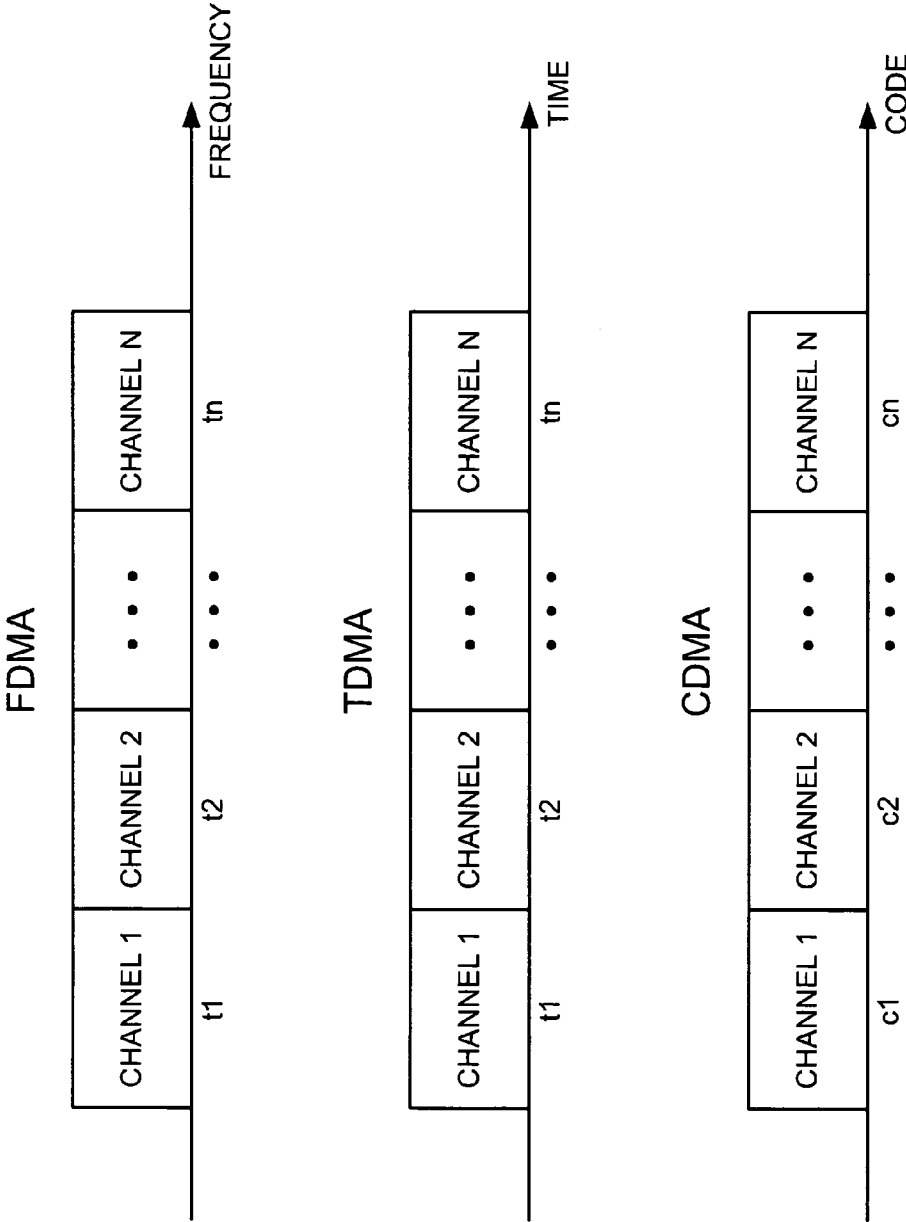 FDMA
CHANNEL 1 CHANNEL 2 • • • CHANNEL N
t1 t2 • • • tn
FREQUENCY
TDMA
CHANNEL 1 CHANNEL 2 • • • CHANNEL N
t1 t2 • • • tn
TIME
CDMA
CHANNEL 1 CHANNEL 2 • • • CHANNEL N
c1 c2 • • • cn
CODE